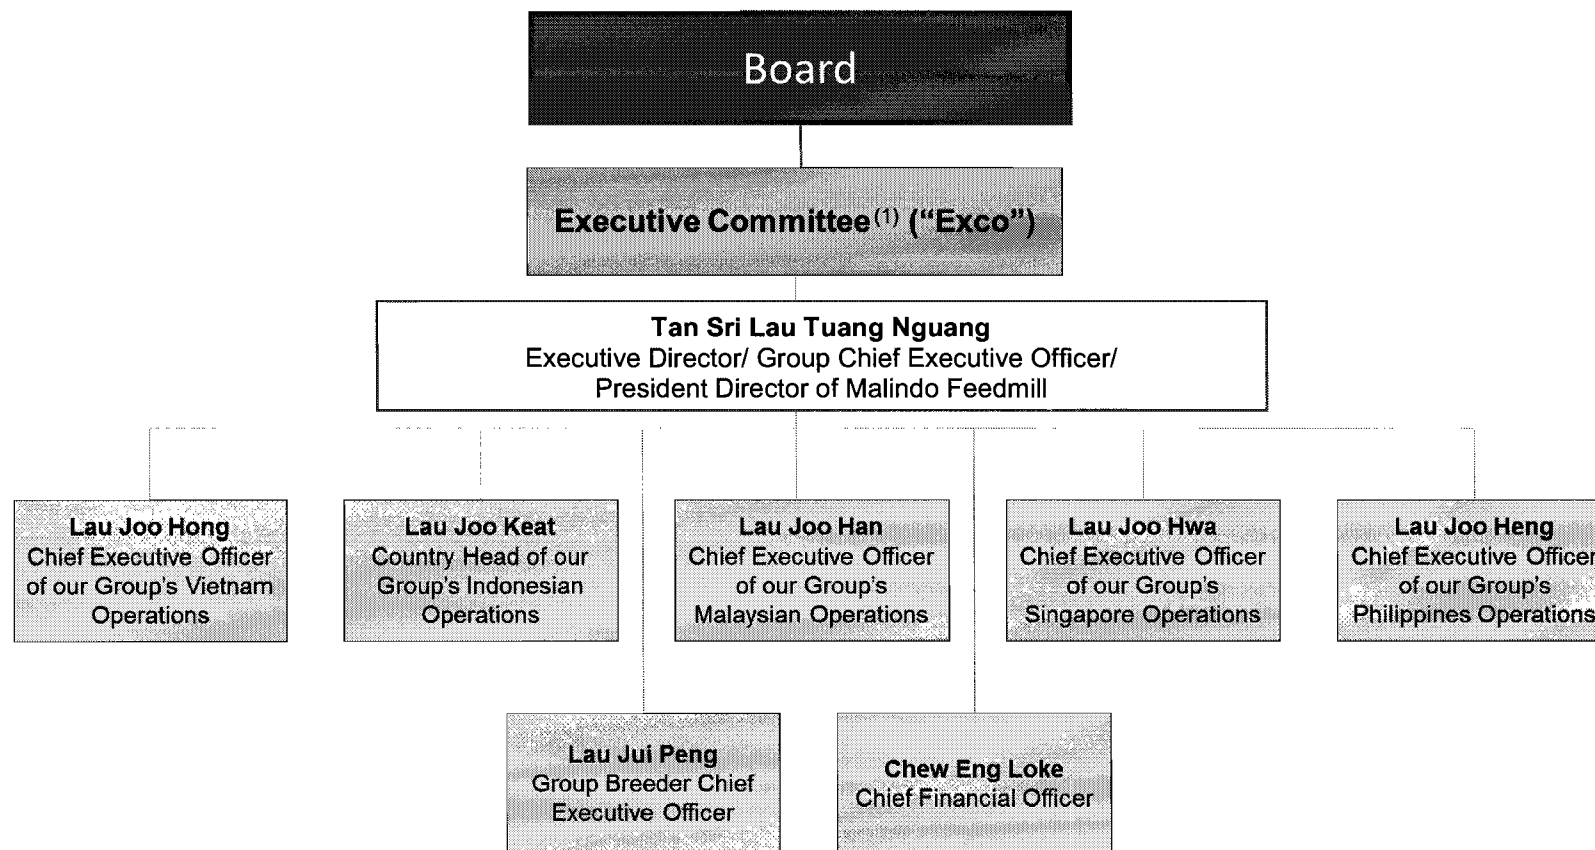 Board
Executive Committee(1) (“Exco”)
Tan Sri Lau Tuang Nguang
Executive Director/ Group Chief Executive Officer/
President Director of Malindo Feedmill
Lau Joo Hong
Chief Executive Officer
of our Group's Vietnam
Operations
Lau Joo Keat
Country Head of our
Group's Indonesian
Operations
Lau Joo Han
Chief Executive Officer
of our Group's
Malaysian Operations
Lau Joo Hwa
Chief Executive Officer
of our Group's
Singapore Operations
Lau Joo Heng
Chief Executive Officer
of our Group's
Philippines Operations
Lau Jui Peng
Group Breeder Chief
Executive Officer
Chew Eng Loke
Chief Financial Officer